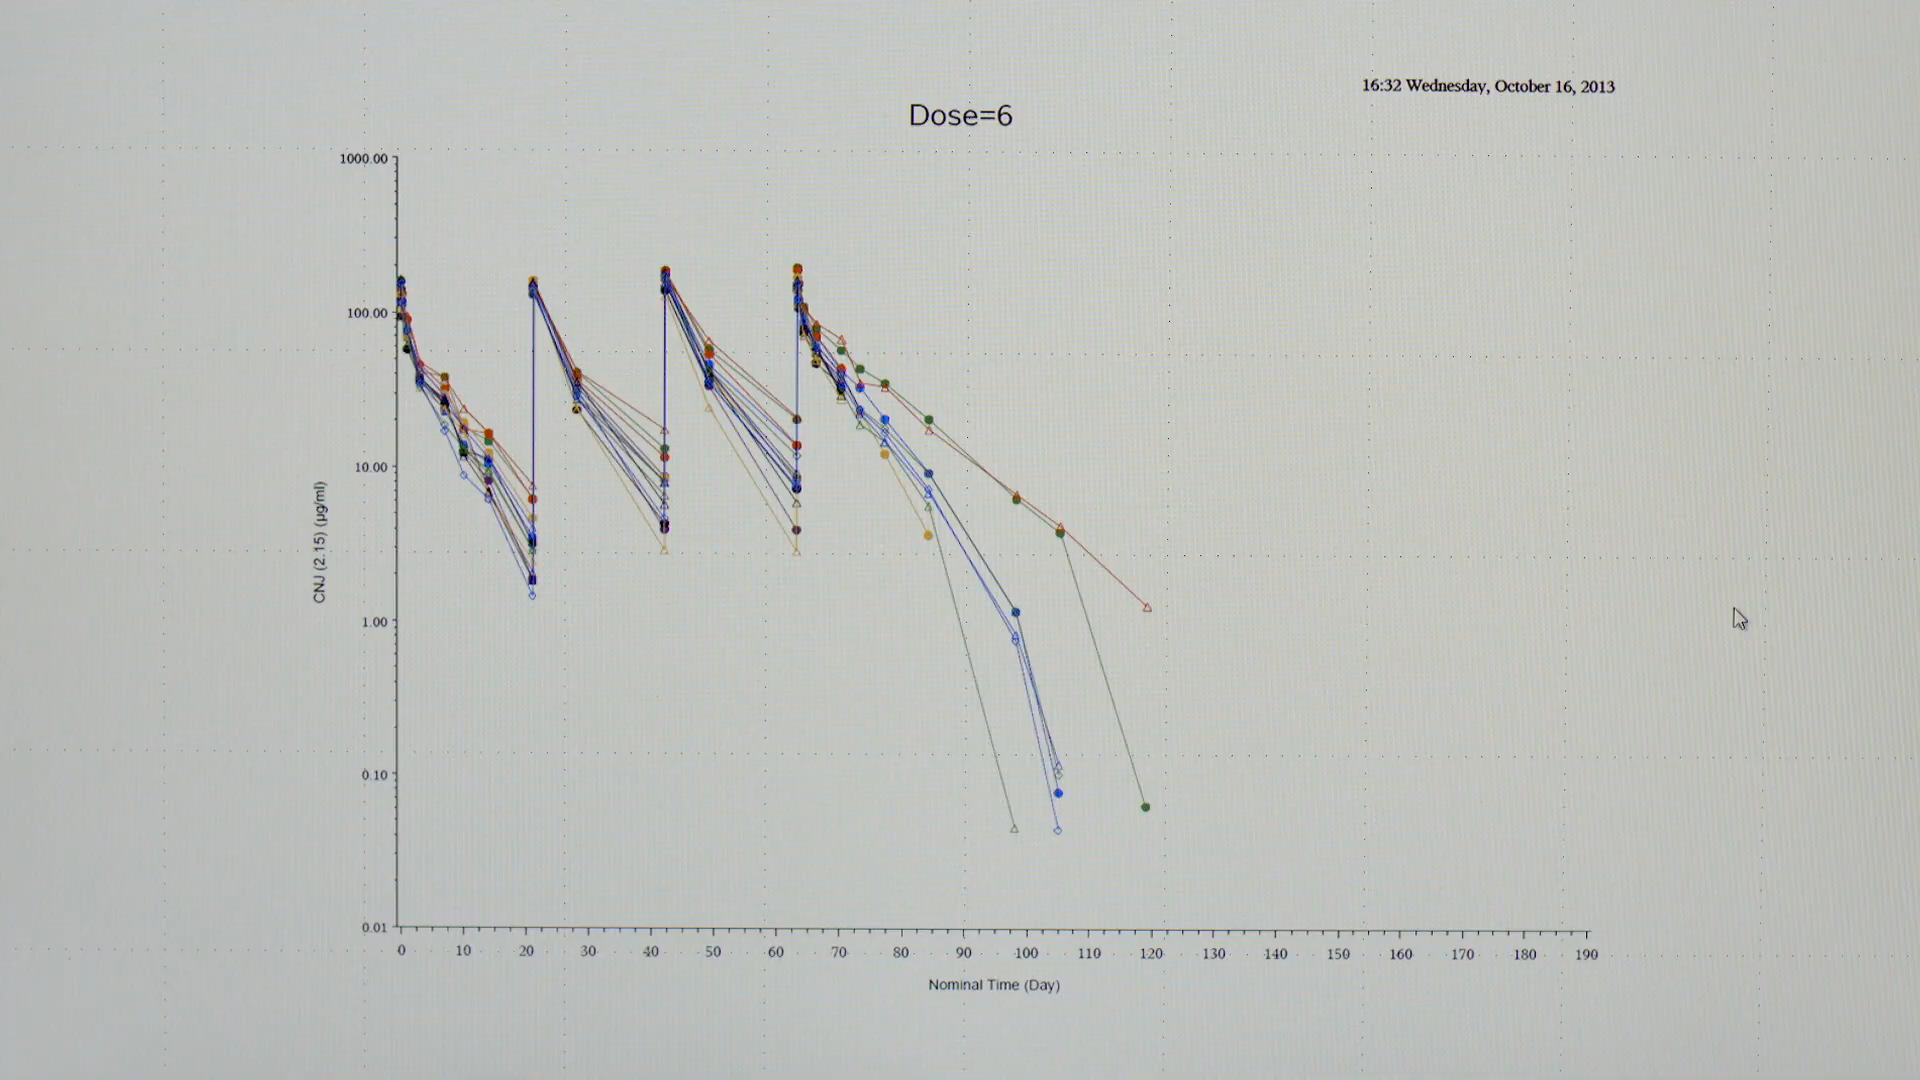 16:32 Wednesday, October 16, 2013
Dose=6
1000.00
100.00
10.00
1.00
0.10
0.01
CNJ (2.15) (µg/ml)
0 10 20 30 40 50 60 70 80 90 100 110 120 130 140 150 160 170 180 190
Nominal Time (Day)